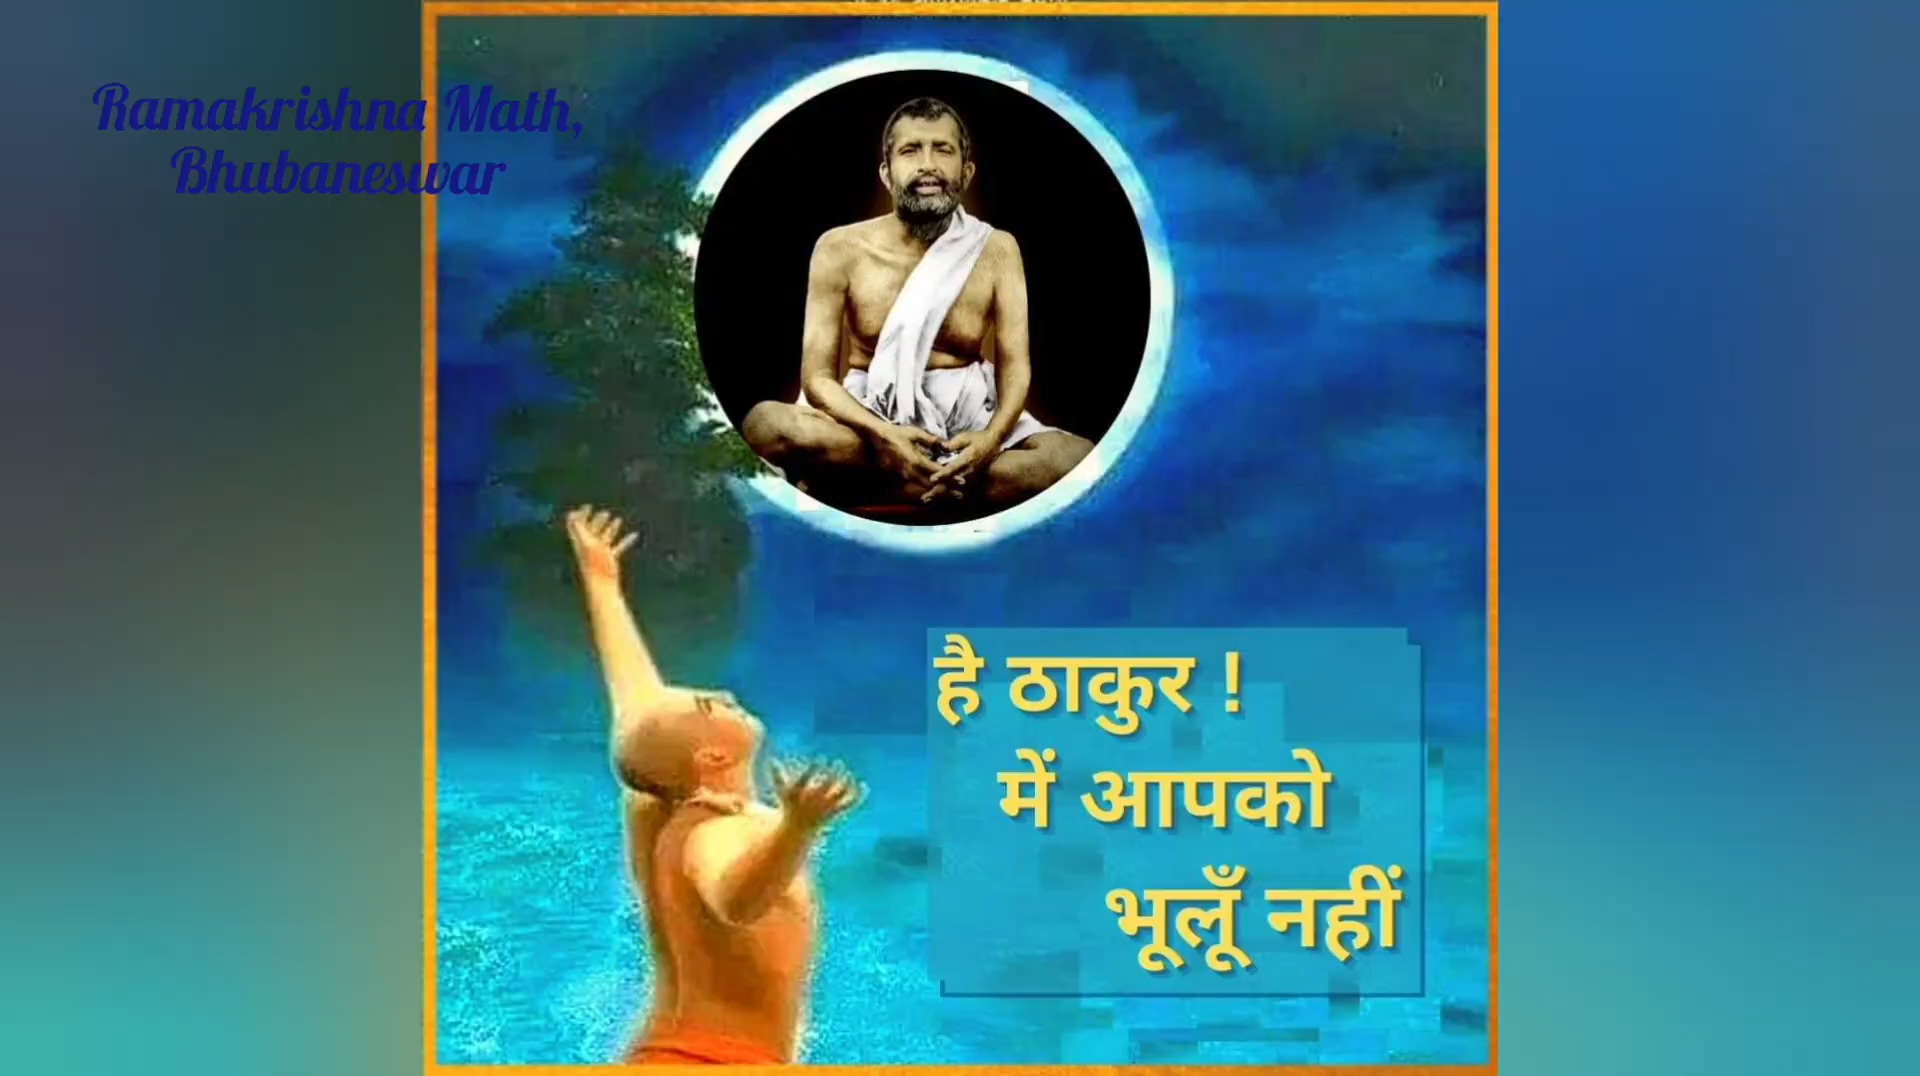 Ramakrishna Math,
Bhubaneswar
है ठाकुर !
में आपको
भूलूँ नहीं